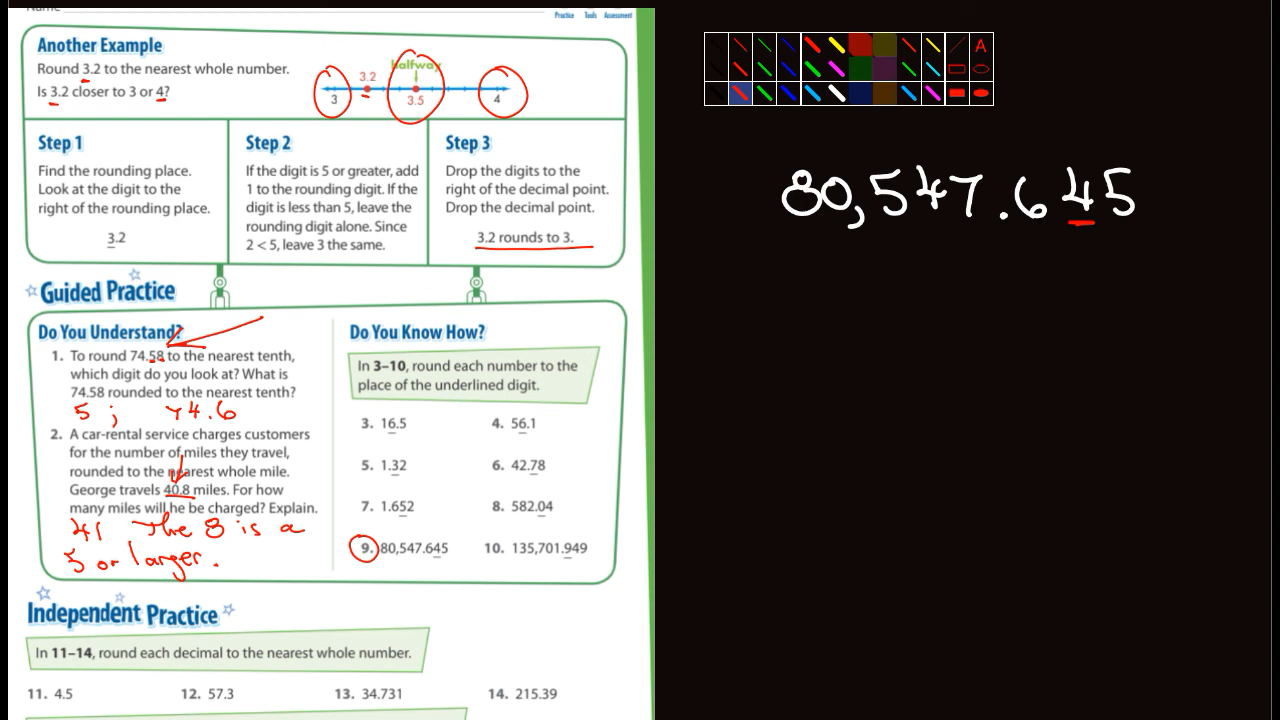 Practice Tools Assessment
Another Example
Round 3.2 to the nearest whole number.
Is 3.2 closer to 3 or 4?
halfway
3.2
3 3.5 4
Step 1
Find the rounding place.
Look at the digit to the
right of the rounding place.
3.2
Step 2
If the digit is 5 or greater, add
1 to the rounding digit. If the
digit is less than 5, leave the
rounding digit alone. Since
2 < 5, leave 3 the same.
Step 3
Drop the digits to the
right of the decimal point.
Drop the decimal point.
3.2 rounds to 3.
Guided Practice
Do You Understand?
1. To round 74.58 to the nearest tenth,
which digit do you look at? What is
74.58 rounded to the nearest tenth?
5 ; 74.6
2. A car-rental service charges customers
for the number of miles they travel,
rounded to the nearest whole mile.
George travels 40.8 miles. For how
many miles will he be charged? Explain.
41 The 8 is a
5 or larger.
Do You Know How?
In 3–10, round each number to the
place of the underlined digit.
3. 16.5 4. 56.1
5. 1.32 6. 42.78
7. 1.652 8. 582.04
9. 80,547.645 10. 135,701.949
Independent Practice
In 11–14, round each decimal to the nearest whole number.
11. 4.5 12. 57.3 13. 34.731 14. 215.39
A
80,547.645